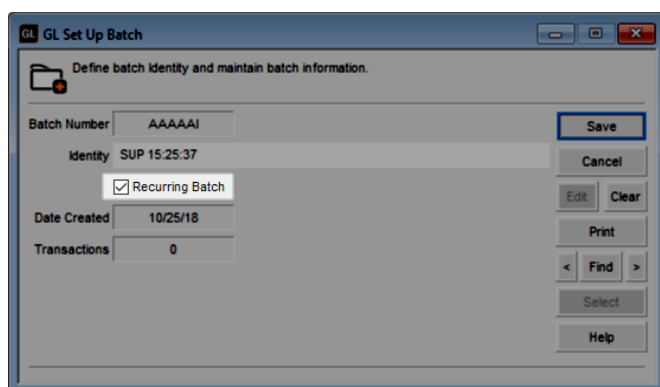 GL GL Set Up Batch
Define batch Identity and maintain batch information.
Batch Number AAAAAI
Identity SUP 15:25:37
Recurring Batch
Date Created 10/25/18
Transactions 0
Save
Cancel
Edit Clear
Print
< Find >
Select
Help